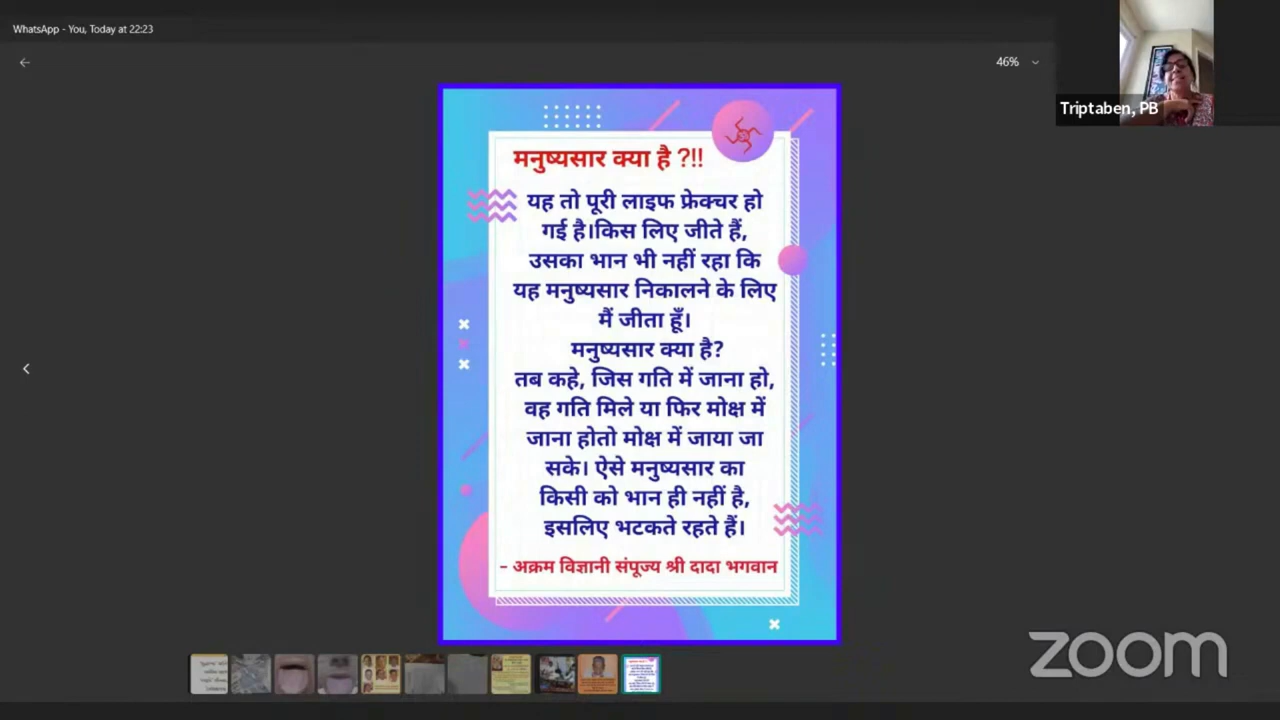 WhatsApp - You, Today at 22:23
46%
Triptaben, PB
मनुष्यसार क्या है ?!!
यह तो पूरी लाइफ फ्रेक्चर हो
गई है।किस लिए जीते हैं,
उसका भान भी नहीं रहा कि
यह मनुष्यसार निकालने के लिए
मैं जीता हूँ।
मनुष्यसार क्या है?
तब कहे, जिस गति में जाना हो,
वह गति मिले या फिर मोक्ष में
जाना होतो मोक्ष में जाया जा
सके। ऐसे मनुष्यसार का
किसी को भान ही नहीं है,
इसलिए भटकते रहते हैं।
- अक्रम विज्ञानी संपूज्य श्री दादा भगवान
zoom